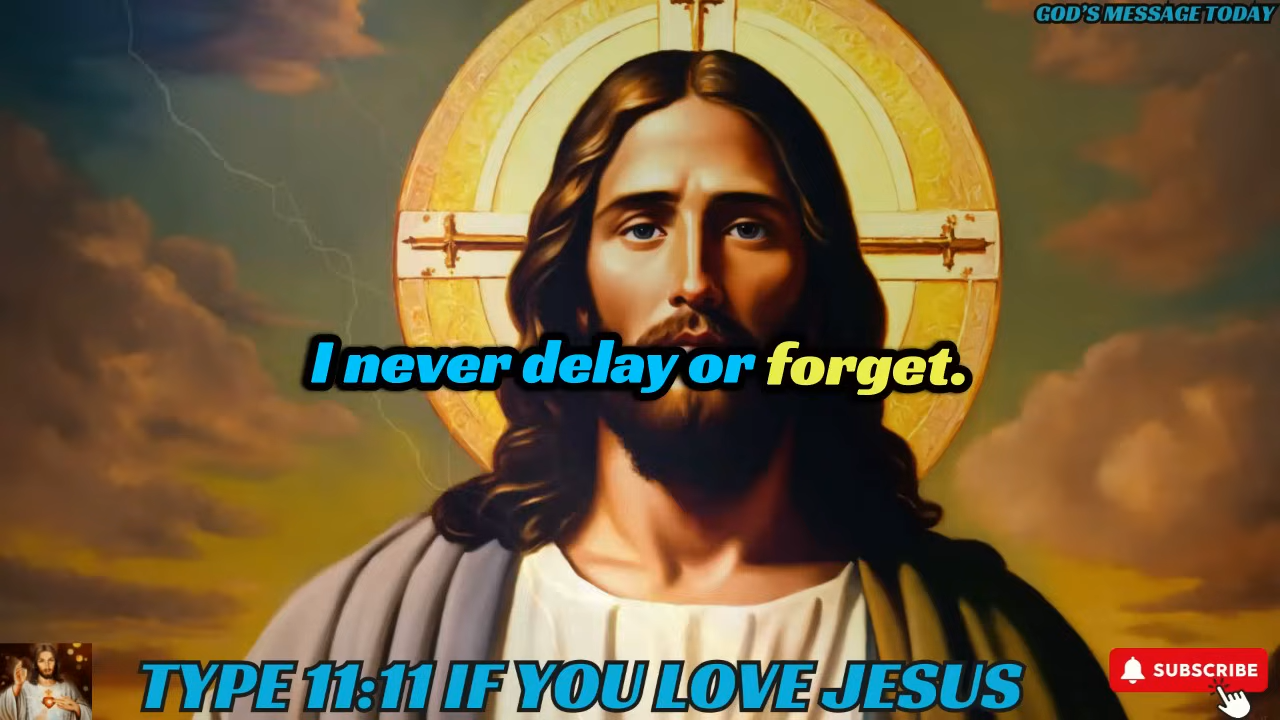 GOD'S MESSAGE TODAY
I never delay or forget.
TYPE 11:11 IF YOU LOVE JESUS
SUBSCRIBE